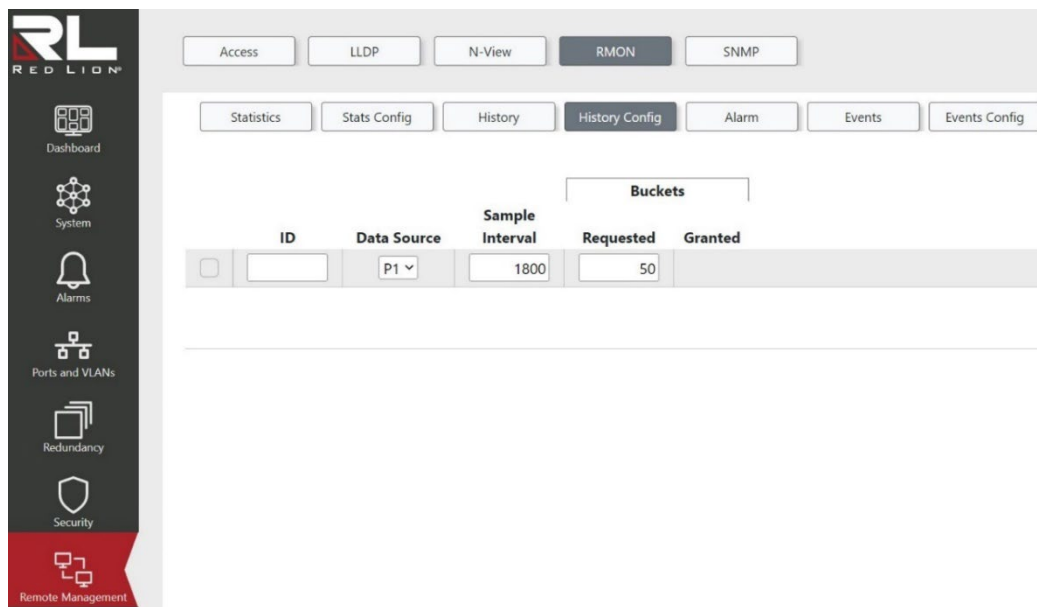 RL
RED LION®
Access LLDP N-View RMON SNMP
Statistics Stats Config History History Config Alarm Events Events Config
Dashboard
System
Alarms
Ports and VLANs
Redundancy
Security
Remote Management
Buckets
Sample
ID Data Source Interval Requested Granted
P1 1800 50